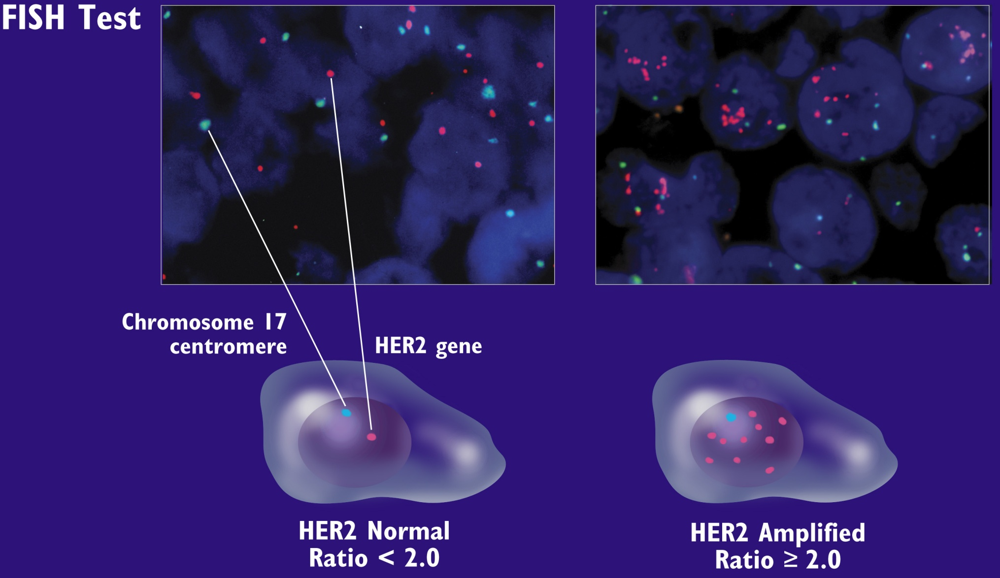 FISH Test
Chromosome 17
centromere
HER2 gene
HER2 Normal
Ratio < 2.0
HER2 Amplified
Ratio ≥ 2.0